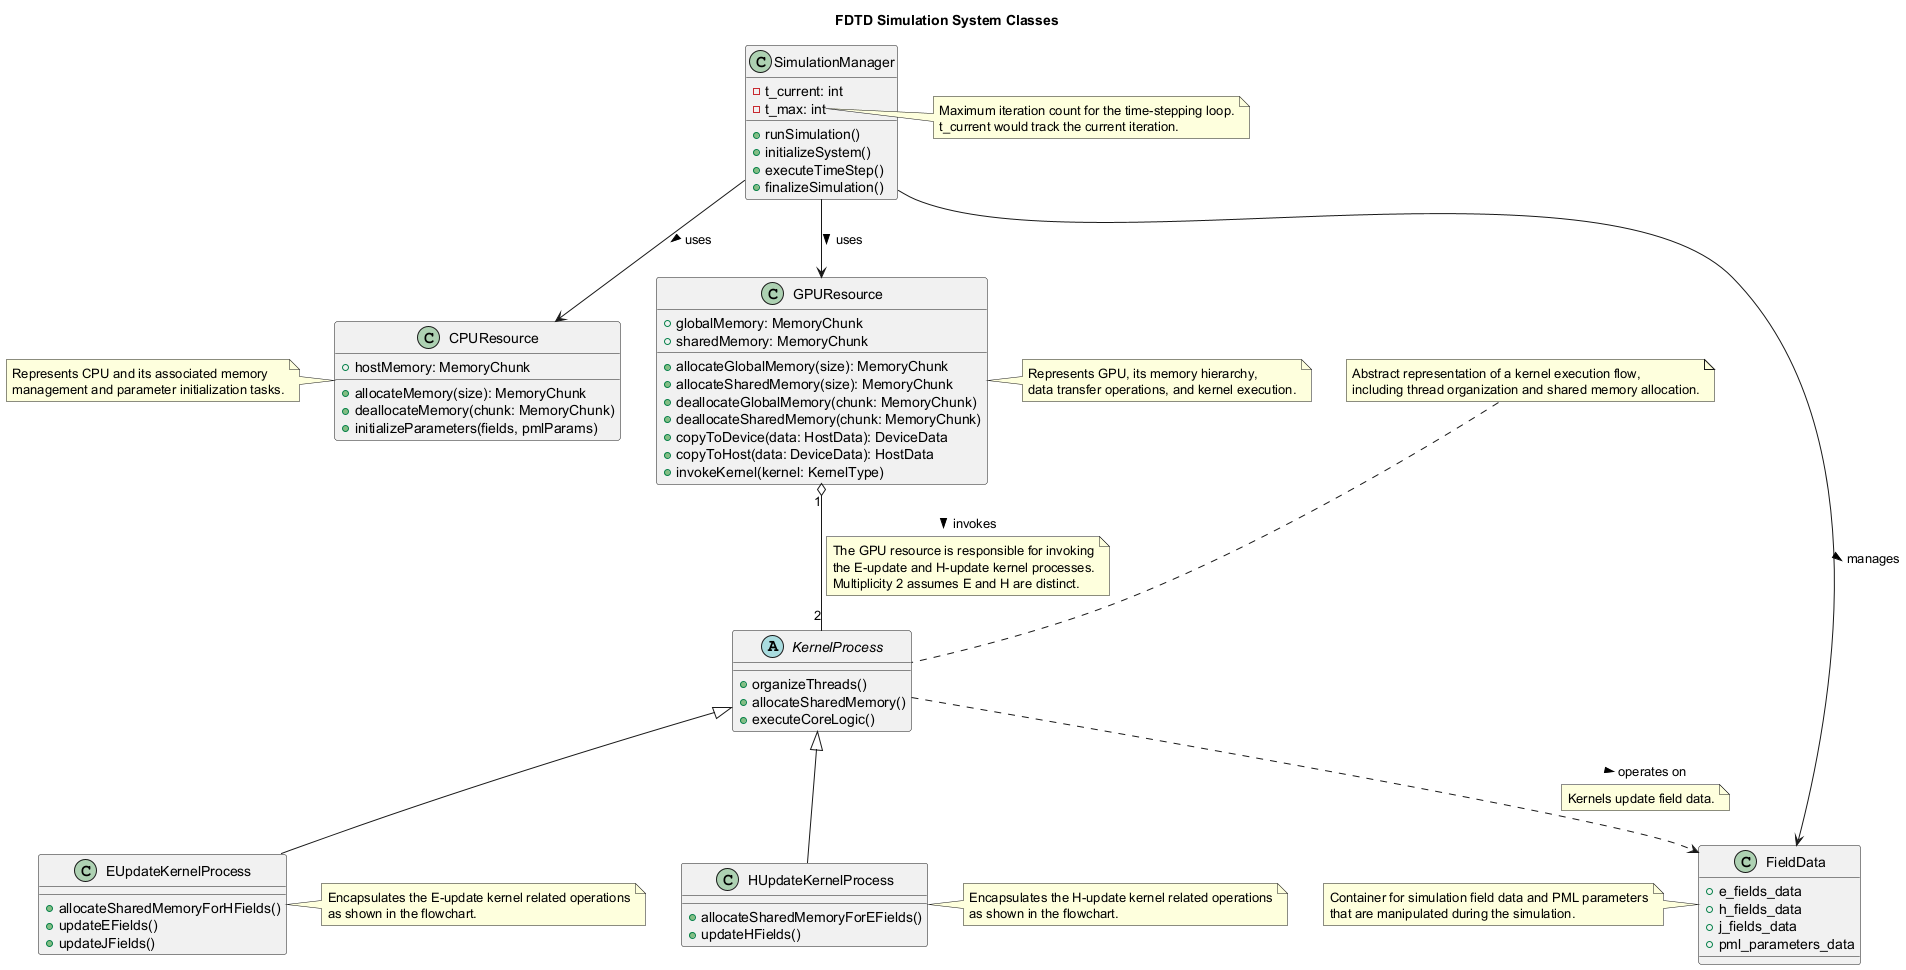 FDTD Simulation System Classes
C SimulationManager
t_current: int
t_max: int
runSimulation()
initializeSystem()
executeTimeStep()
finalizeSimulation()
Maximum iteration count for the time-stepping loop.
t_current would track the current iteration.
uses
uses
manages
C CPUResource
hostMemory: MemoryChunk
allocateMemory(size): MemoryChunk
deallocateMemory(chunk: MemoryChunk)
initializeParameters(fields, pmlParams)
Represents CPU and its associated memory
management and parameter initialization tasks.
C GPUResource
globalMemory: MemoryChunk
sharedMemory: MemoryChunk
allocateGlobalMemory(size): MemoryChunk
allocateSharedMemory(size): MemoryChunk
deallocateGlobalMemory(chunk: MemoryChunk)
deallocateSharedMemory(chunk: MemoryChunk)
copyToDevice(data: HostData): DeviceData
copyToHost(data: DeviceData): HostData
invokeKernel(kernel: KernelType)
Represents GPU, its memory hierarchy,
data transfer operations, and kernel execution.
Abstract representation of a kernel execution flow,
including thread organization and shared memory allocation.
1
invokes
The GPU resource is responsible for invoking
the E-update and H-update kernel processes.
Multiplicity 2 assumes E and H are distinct.
2
A KernelProcess
organizeThreads()
allocateSharedMemory()
executeCoreLogic()
operates on
Kernels update field data.
C EUpdateKernelProcess
allocateSharedMemoryForHFields()
updateEFields()
updateJFields()
Encapsulates the E-update kernel related operations
as shown in the flowchart.
C HUpdateKernelProcess
allocateSharedMemoryForEFields()
updateHFields()
Encapsulates the H-update kernel related operations
as shown in the flowchart.
Container for simulation field data and PML parameters
that are manipulated during the simulation.
C FieldData
e_fields_data
h_fields_data
j_fields_data
pml_parameters_data